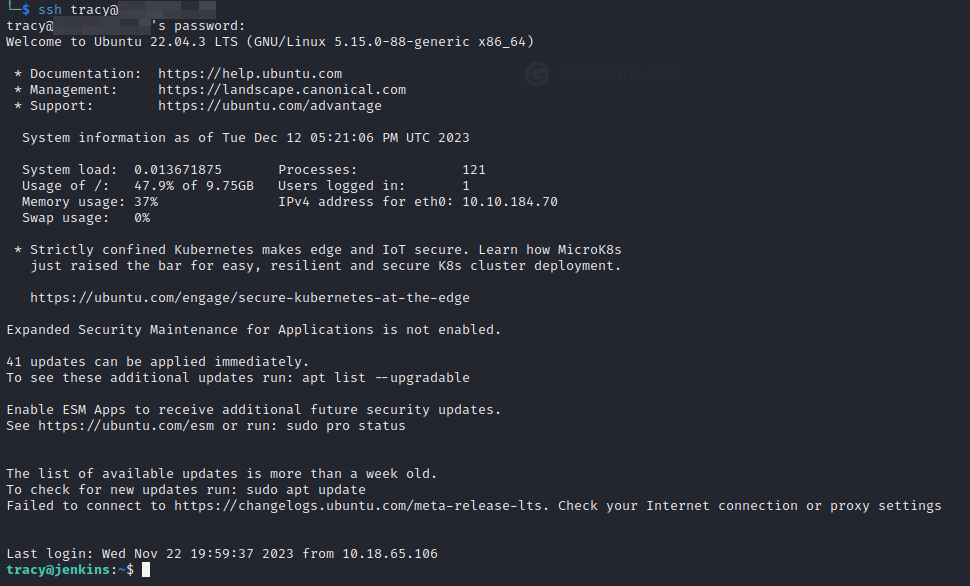 └─$ ssh tracy@
tracy@ 's password:
Welcome to Ubuntu 22.04.3 LTS (GNU/Linux 5.15.0-88-generic x86_64)
* Documentation:  https://help.ubuntu.com
* Management:     https://landscape.canonical.com
* Support:        https://ubuntu.com/advantage
Search the web
System information as of Tue Dec 12 05:21:06 PM UTC 2023
System load:  0.013671875       Processes:             121
Usage of /:   47.9% of 9.75GB   Users logged in:       1
Memory usage: 37%               IPv4 address for eth0: 10.10.184.70
Swap usage:   0%
* Strictly confined Kubernetes makes edge and IoT secure. Learn how MicroK8s
just raised the bar for easy, resilient and secure K8s cluster deployment.
https://ubuntu.com/engage/secure-kubernetes-at-the-edge
Expanded Security Maintenance for Applications is not enabled.
41 updates can be applied immediately.
To see these additional updates run: apt list --upgradable
Enable ESM Apps to receive additional future security updates.
See https://ubuntu.com/esm or run: sudo pro status
The list of available updates is more than a week old.
To check for new updates run: sudo apt update
Failed to connect to https://changelogs.ubuntu.com/meta-release-lts. Check your Internet connection or proxy settings
Last login: Wed Nov 22 19:59:37 2023 from 10.18.65.106
tracy@jenkins:~$